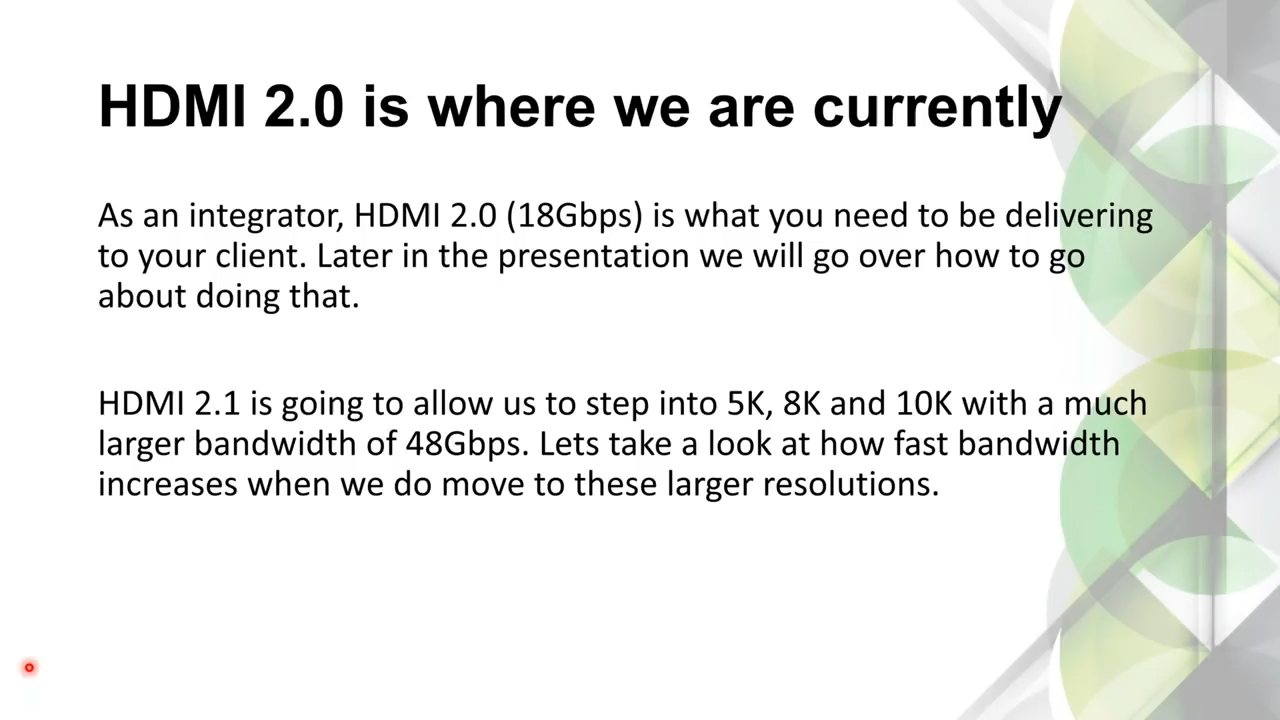 HDMI 2.0 is where we are currently
As an integrator, HDMI 2.0 (18Gbps) is what you need to be delivering
to your client. Later in the presentation we will go over how to go
about doing that.
HDMI 2.1 is going to allow us to step into 5K, 8K and 10K with a much
larger bandwidth of 48Gbps. Lets take a look at how fast bandwidth
increases when we do move to these larger resolutions.